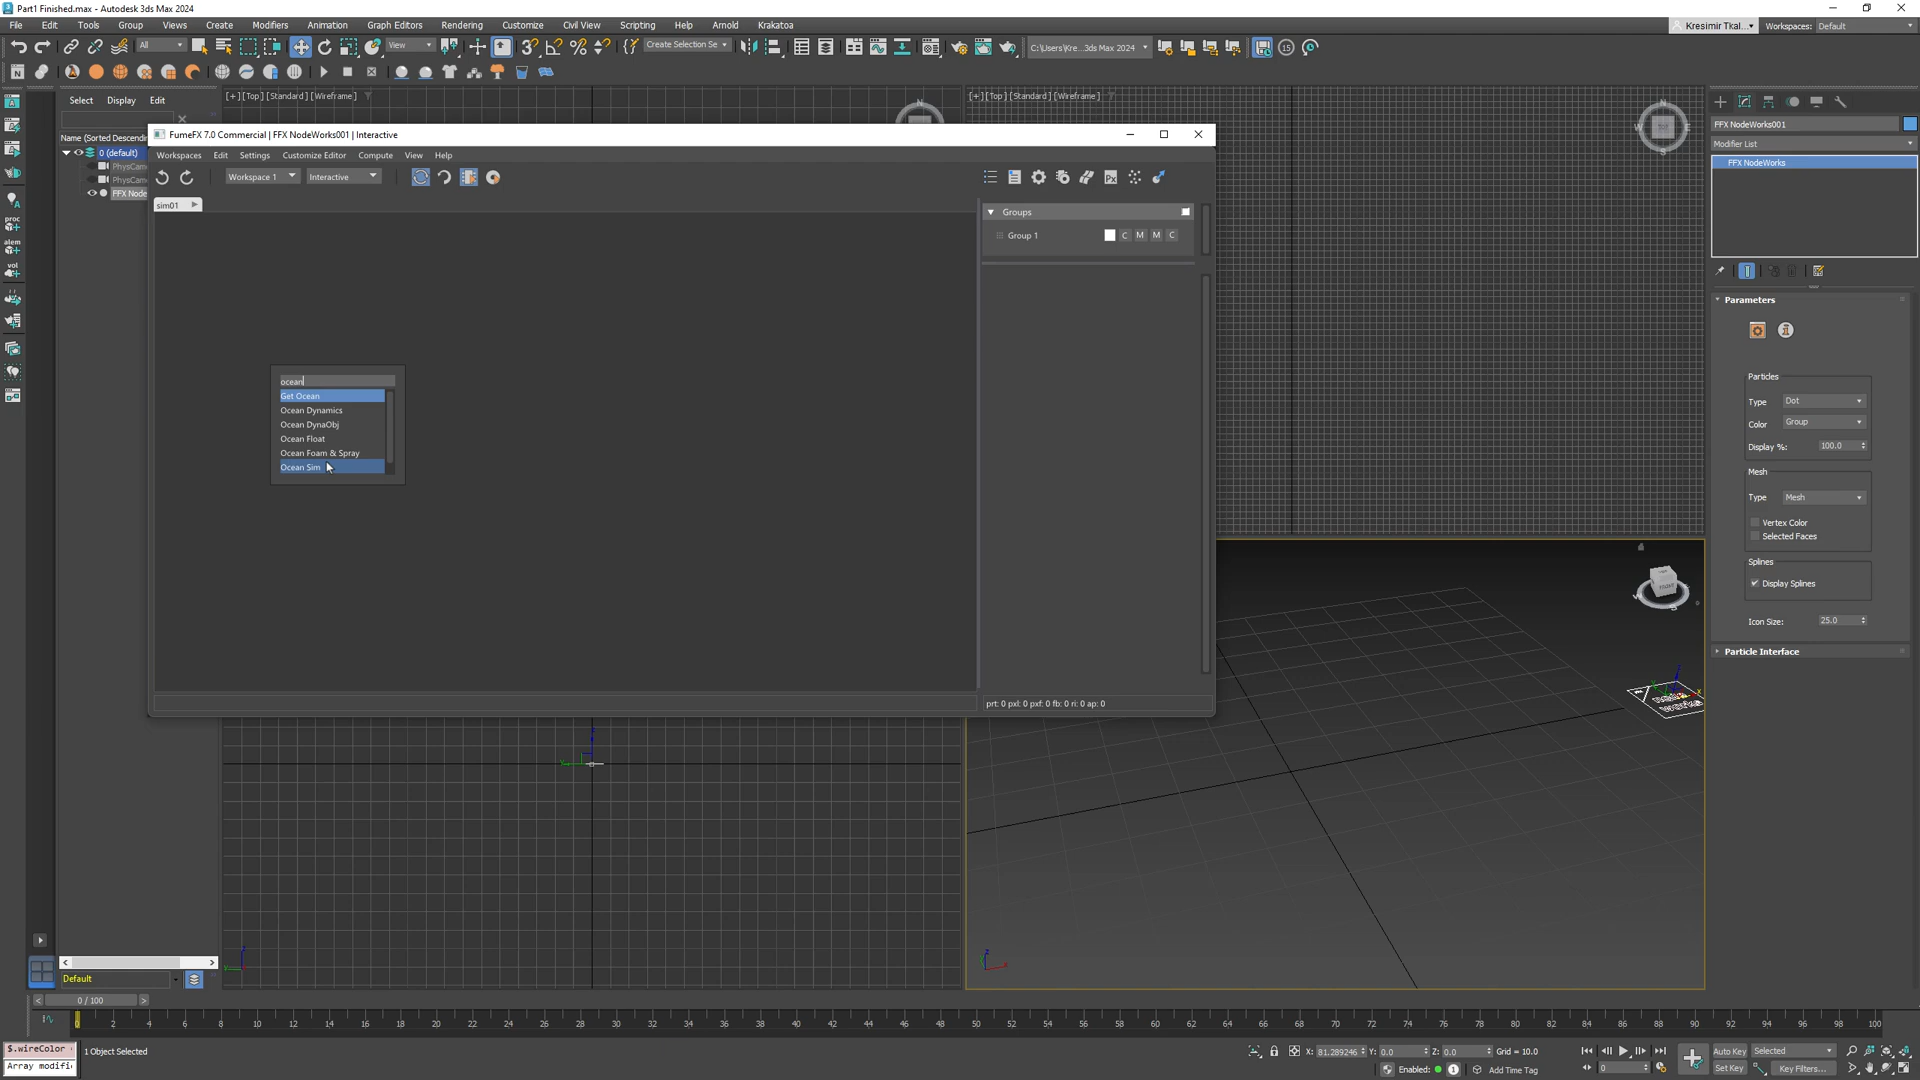 Part1 Finished.max - Autodesk 3ds Max 2024
File Edit Tools Group Views Create Modifiers Animation Graph Editors Rendering Customize Civil View Scripting Help Arnold Krakatoa
Kresimir Tkal... Workspaces: Default
All View Create Selection Se C:\Users\Kre...3ds Max 2024 15
Select Display Edit
[+] [Top] [Standard] [Wireframe]
[+] [Top] [Standard] [Wireframe]
Name (Sorted Descendin
0 (default)
PhysCam
PhysCam
FFX Node
proc
alem
vol
FumeFX 7.0 Commercial | FFX NodeWorks001 | Interactive
Workspaces Edit Settings Customize Editor Compute View Help
Workspace 1 Interactive
Px
sim01
Groups
Group 1 C M M C
ocean
Get Ocean
Ocean Dynamics
Ocean DynaObj
Ocean Float
Ocean Foam & Spray
Ocean Sim
prt: 0 pxl: 0 pxf: 0 fb: 0 ri: 0 ap: 0
FFX NodeWorks001
Modifier List
FFX NodeWorks
Parameters
Particles
Type Dot
Color Group
Display %: 100.0
Mesh
Type Mesh
Vertex Color
Selected Faces
Splines
Display Splines
Icon Size: 25.0
Particle Interface
Default
0 / 100
0 2 4 6 8 10 12 14 16 18 20 22 24 26 28 30 32 34 36 38 40 42 44 46 48 50 52 54 56 58 60 62 64 66 68 70 72 74 76 78 80 82 84 86 88 90 92 94 96 98 100
$.wireColor
Array modifi
1 Object Selected
X: 81.289246 Y: 0.0 Z: 0.0 Grid = 10.0
Enabled: 1 Add Time Tag
Auto Key Selected
0 Set Key Key Filters...